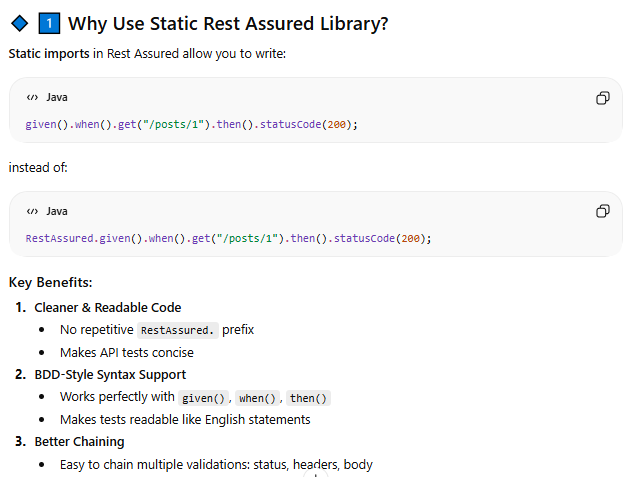 1 Why Use Static Rest Assured Library?
Static imports in Rest Assured allow you to write:
</> Java
given().when().get("/posts/1").then().statusCode(200);
instead of:
</> Java
RestAssured.given().when().get("/posts/1").then().statusCode(200);
Key Benefits:
1. Cleaner & Readable Code
• No repetitive RestAssured. prefix
• Makes API tests concise
2. BDD-Style Syntax Support
• Works perfectly with given(), when(), then()
• Makes tests readable like English statements
3. Better Chaining
• Easy to chain multiple validations: status, headers, body